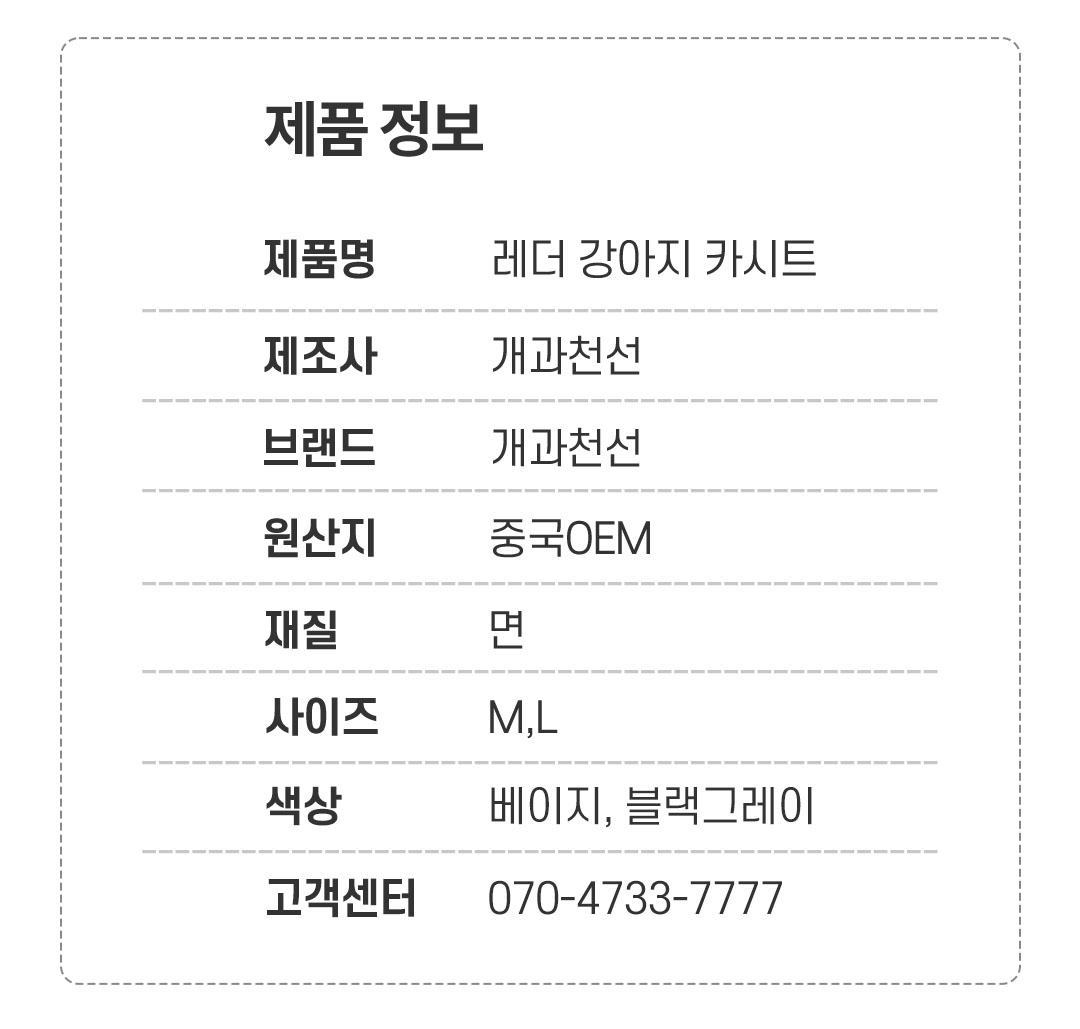 제품 정보
제품명 레더 강아지 카시트
제조사 개과천선
브랜드 개과천선
원산지 중국OEM
재질 면
사이즈 M,L
색상 베이지, 블랙그레이
고객센터 070-4733-7777